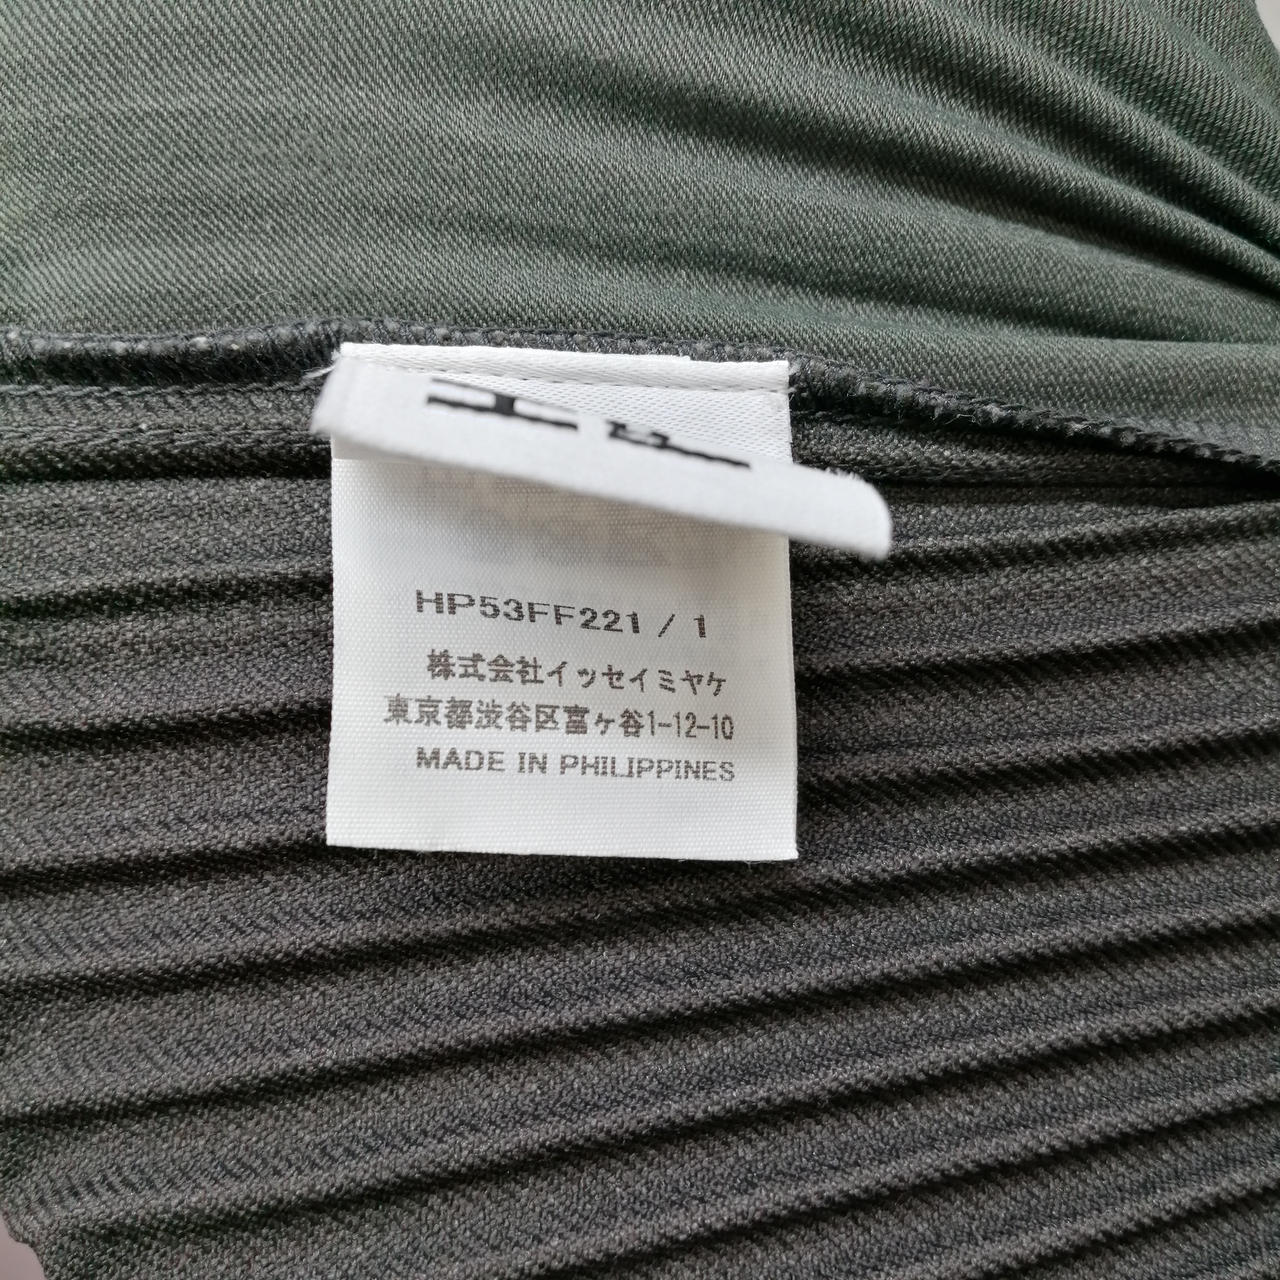 HP53FF221 / 1
株式会社イッセイミヤケ
東京都渋谷区富ヶ谷1-12-10
MADE IN PHILIPPINES